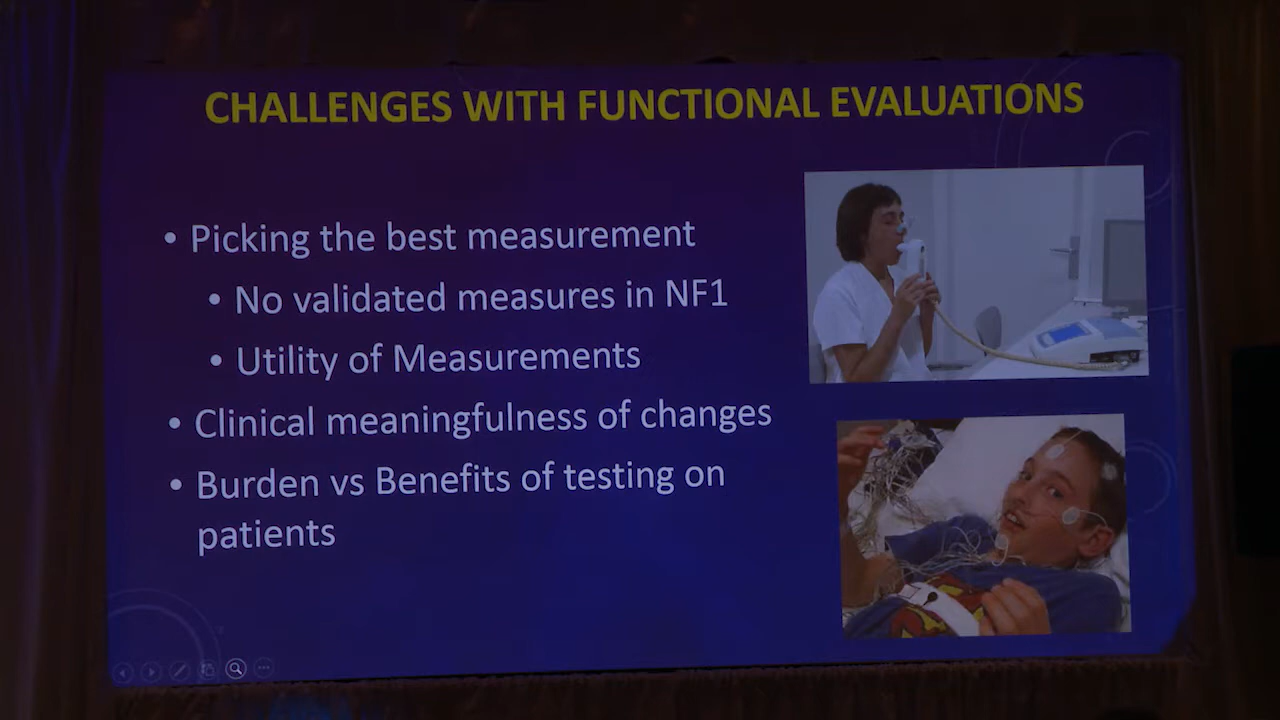 CHALLENGES WITH FUNCTIONAL EVALUATIONS
• Picking the best measurement
• No validated measures in NF1
• Utility of Measurements
• Clinical meaningfulness of changes
• Burden vs Benefits of testing on
patients